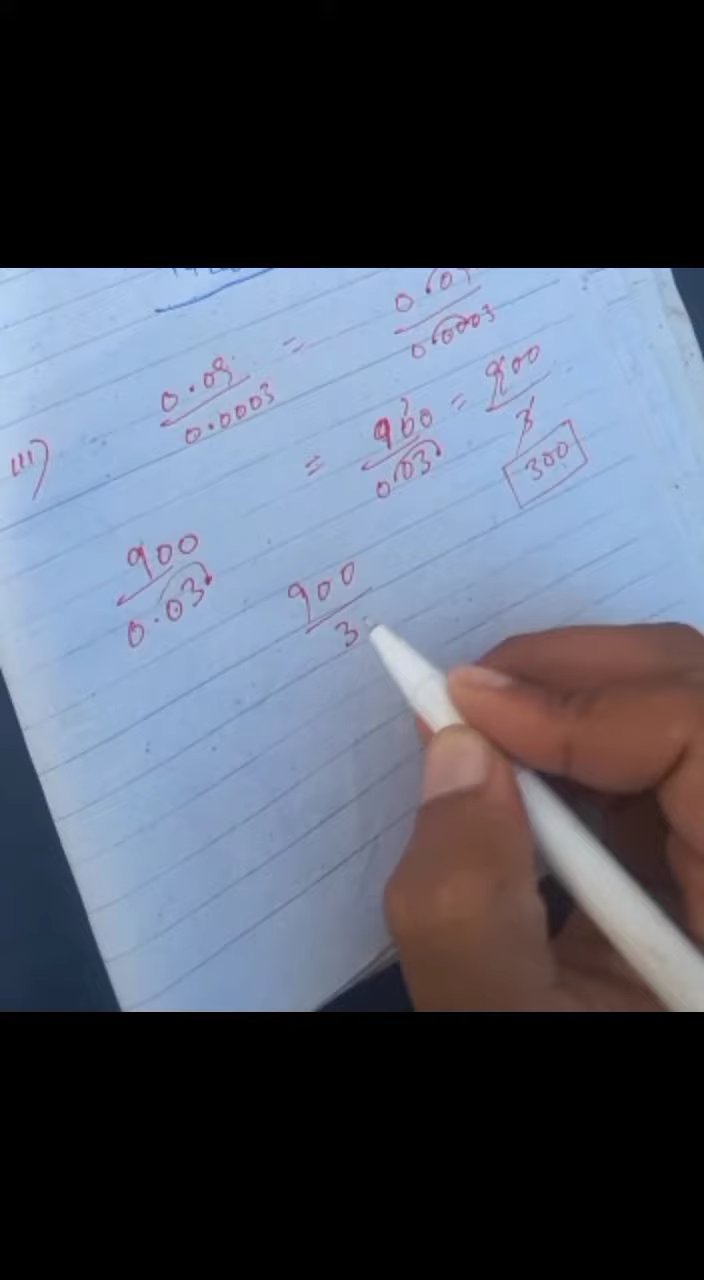 III) 0.09 / 0.0003 = 0.09 / 0.0003
= 900 / 0.03 = 900 / 3
300
900 / 0.03 900 / 3